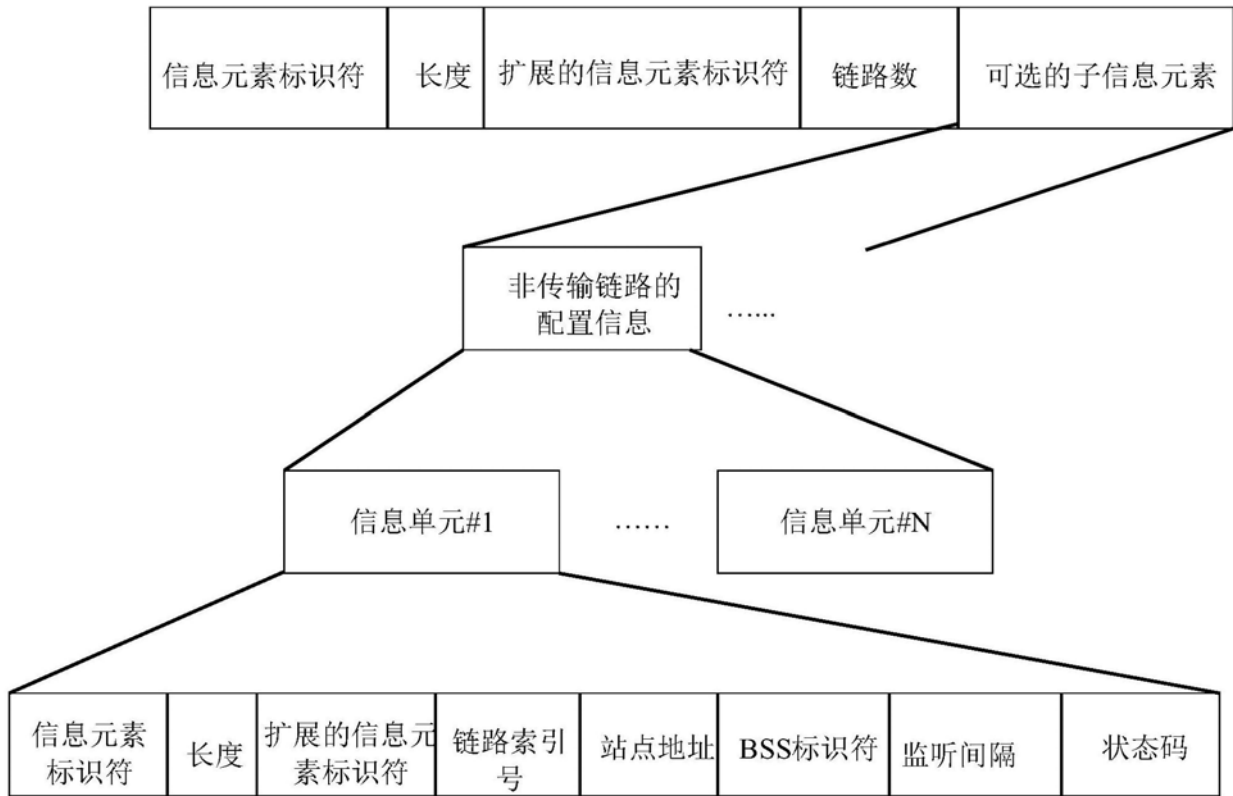 信息元素标识符 长度 扩展的信息元素标识符 链路数 可选的子信息元素
非传输链路的
配置信息
…...
信息单元#1 …… 信息单元#N
信息元素
标识符
长度
扩展的信息元
素标识符
链路索引
号
站点地址
BSS标识符
监听间隔
状态码